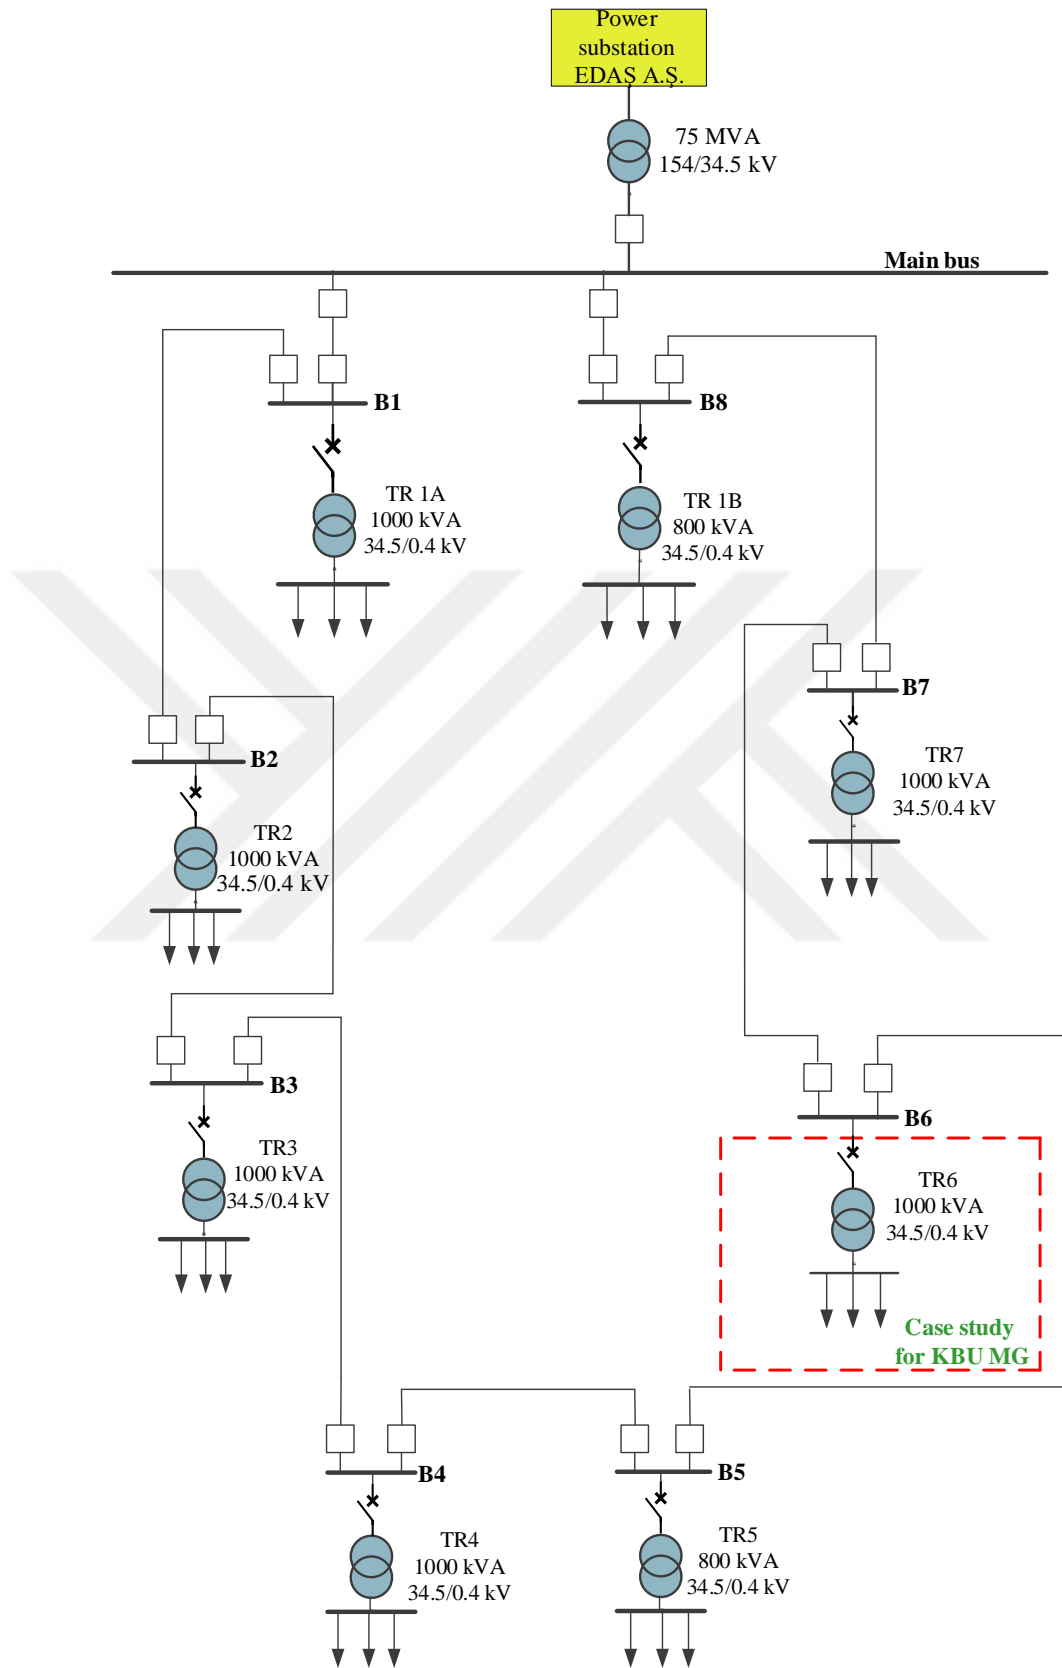 Power
substation
EDAŞ A.Ş.
75 MVA
154/34.5 kV
Main bus
B1
B8
TR 1A
1000 kVA
34.5/0.4 kV
TR 1B
800 kVA
34.5/0.4 kV
B7
B2
TR7
1000 kVA
34.5/0.4 kV
TR2
1000 kVA
34.5/0.4 kV
B3
B6
TR3
1000 kVA
34.5/0.4 kV
TR6
1000 kVA
34.5/0.4 kV
Case study
for KBU MG
B4
B5
TR4
1000 kVA
34.5/0.4 kV
TR5
800 kVA
34.5/0.4 kV